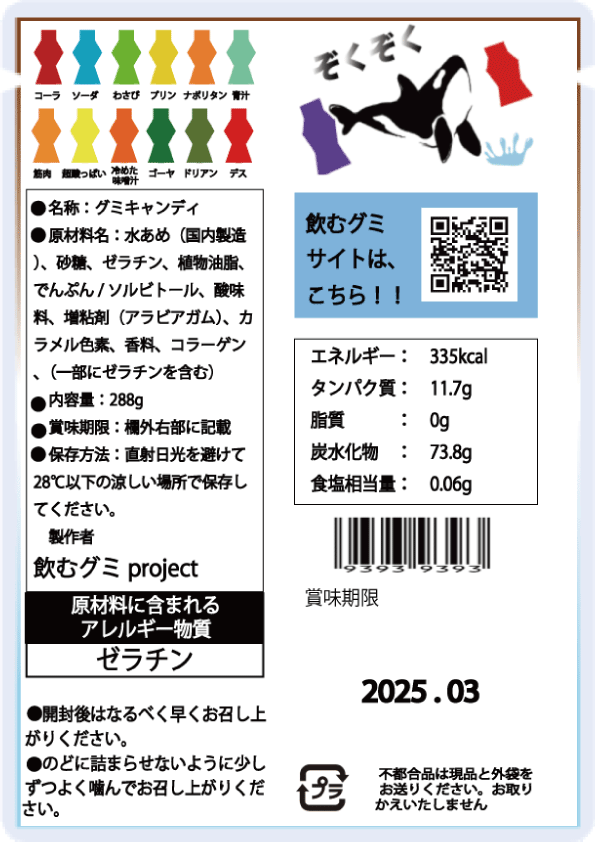 コーラ ソーダ わさび プリン ナポリタン 青汁
筋肉 超酸っぱい 冷めた味噌汁 ゴーヤ ドリアン デス
ぞくぞく
●名称：グミキャンディ
●原材料名：水あめ（国内製造
）、砂糖、ゼラチン、植物油脂、
でんぷん / ソルビトール、酸味
料、増粘剤（アラビアガム）、カ
ラメル色素、香料、コラーゲン
、（一部にゼラチンを含む）
●内容量：288g
●賞味期限：欄外右部に記載
●保存方法：直射日光を避けて
28℃以下の涼しい場所で保存し
てください。
製作者
飲むグミ project
原材料に含まれる
アレルギー物質
ゼラチン
●開封後はなるべく早くお召し上
がりください。
●のどに詰まらせないように少し
ずつよく噛んでお召し上がりくだ
さい。
飲むグミ
サイトは、
こちら！！
エネルギー： 335kcal
タンパク質： 11.7g
脂質 ： 0g
炭水化物 ： 73.8g
食塩相当量： 0.06g
9393 9393
賞味期限
2025 . 03
プラ
不都合品は現品と外袋を
お送りください。お取り
かえいたしません